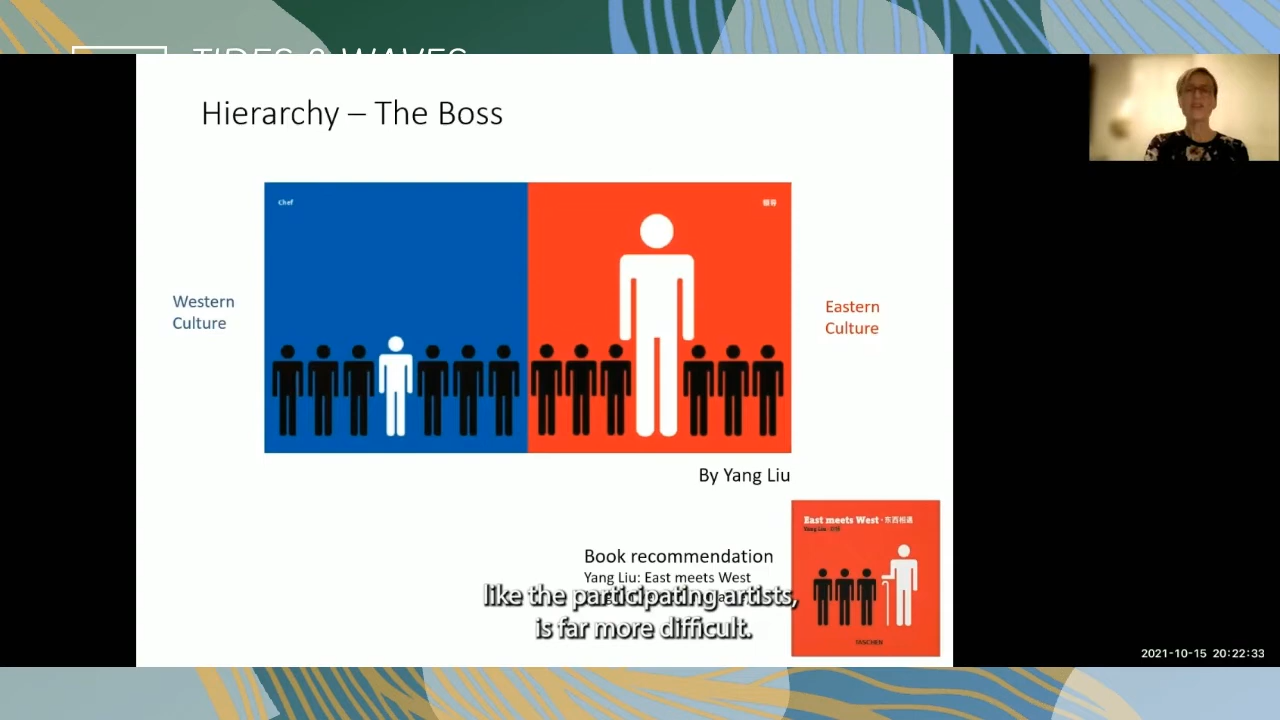 TIDES & WAVES
Hierarchy – The Boss
Chef
领导
Western
Culture
Eastern
Culture
By Yang Liu
East meets West · 东西相遇
Yang Liu
Book recommendation
Yang Liu: East meets West
like the participating artists,
is far more difficult.
TASCHEN
2021-10-15 20:22:33